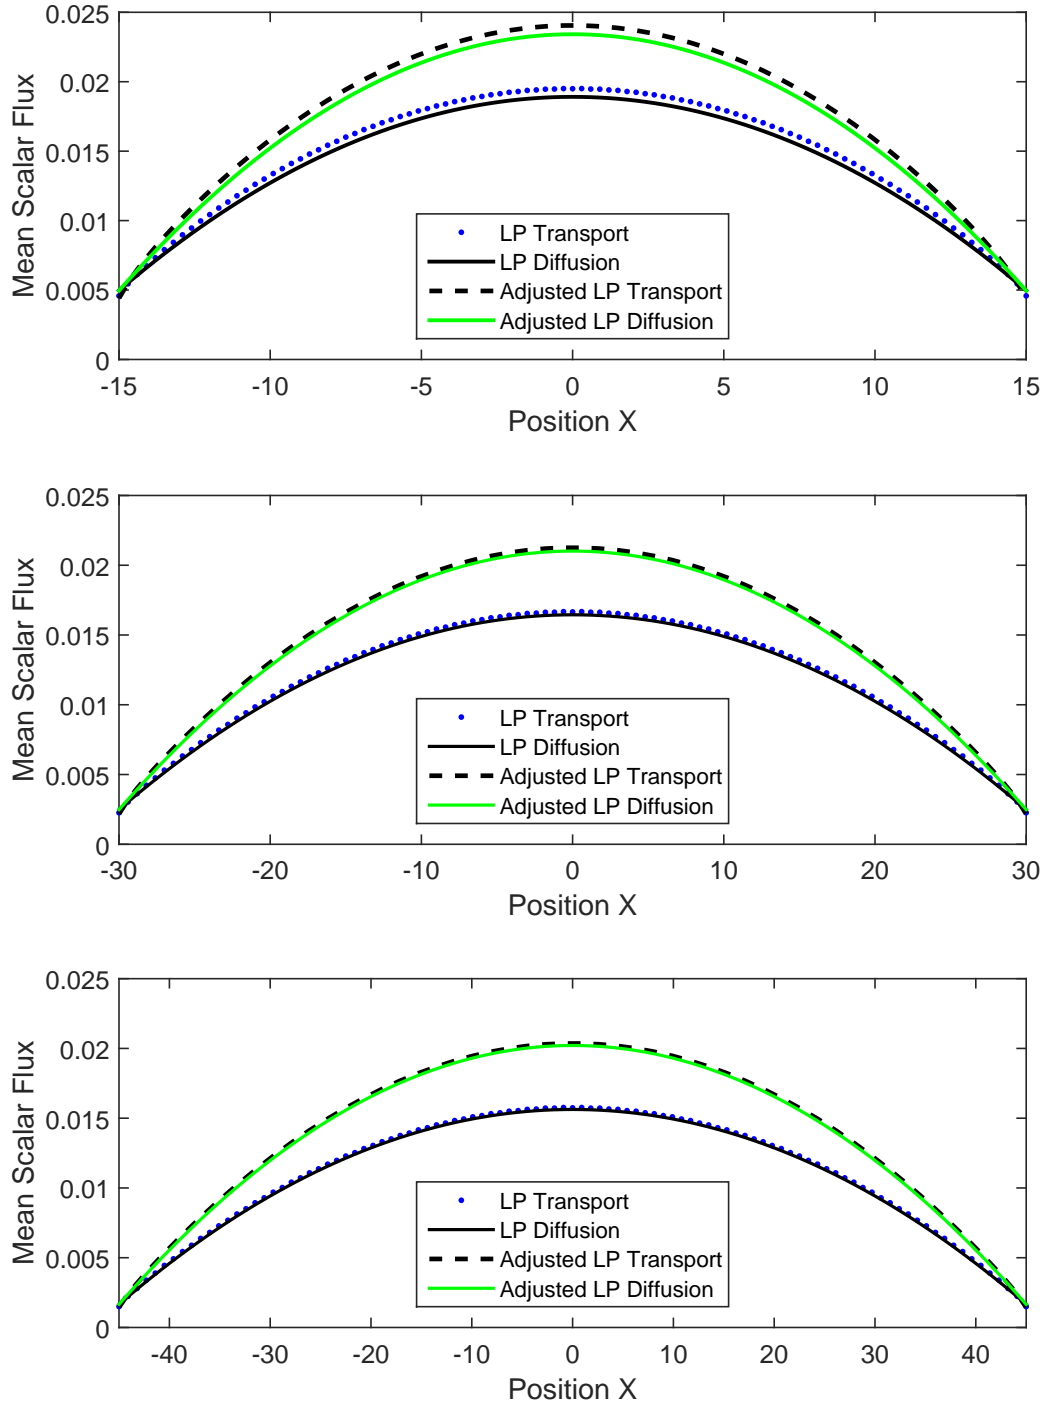 0.025
0.02
0.015
0.01
0.005
0
Mean Scalar Flux
LP Transport
LP Diffusion
Adjusted LP Transport
Adjusted LP Diffusion
-15 -10 -5 0 5 10 15
Position X
0.025
0.02
0.015
0.01
0.005
0
Mean Scalar Flux
LP Transport
LP Diffusion
Adjusted LP Transport
Adjusted LP Diffusion
-30 -20 -10 0 10 20 30
Position X
0.025
0.02
0.015
0.01
0.005
0
Mean Scalar Flux
LP Transport
LP Diffusion
Adjusted LP Transport
Adjusted LP Diffusion
-40 -30 -20 -10 0 10 20 30 40
Position X